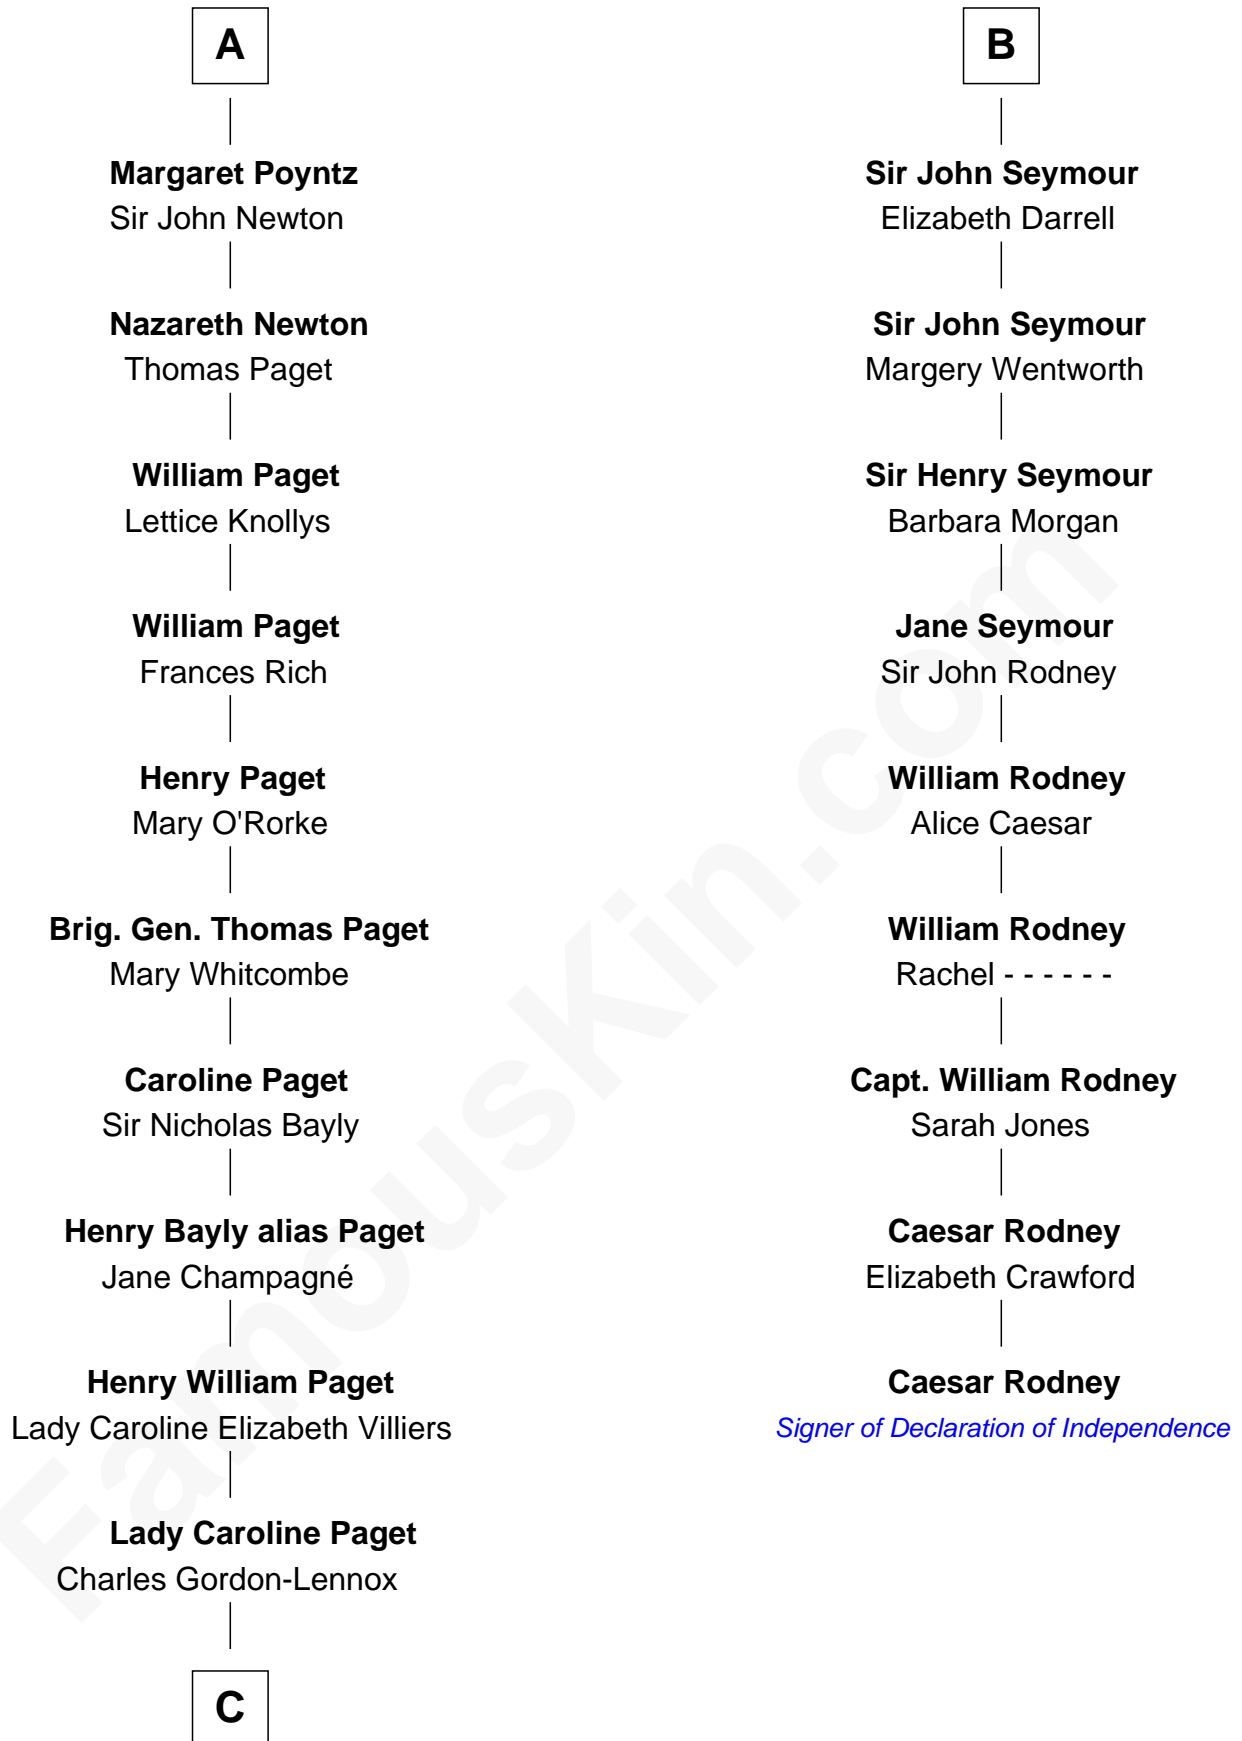 A
Margaret Poyntz
Sir John Newton
Nazareth Newton
Thomas Paget
William Paget
Lettice Knollys
William Paget
Frances Rich
Henry Paget
Mary O'Rorke
Brig. Gen. Thomas Paget
Mary Whitcombe
Caroline Paget
Sir Nicholas Bayly
Henry Bayly alias Paget
Jane Champagné
Henry William Paget
Lady Caroline Elizabeth Villiers
Lady Caroline Paget
Charles Gordon-Lennox
C
B
Sir John Seymour
Elizabeth Darrell
Sir John Seymour
Margery Wentworth
Sir Henry Seymour
Barbara Morgan
Jane Seymour
Sir John Rodney
William Rodney
Alice Caesar
William Rodney
Rachel - - - - - -
Capt. William Rodney
Sarah Jones
Caesar Rodney
Elizabeth Crawford
Caesar Rodney
Signer of Declaration of Independence
FamousKin.com